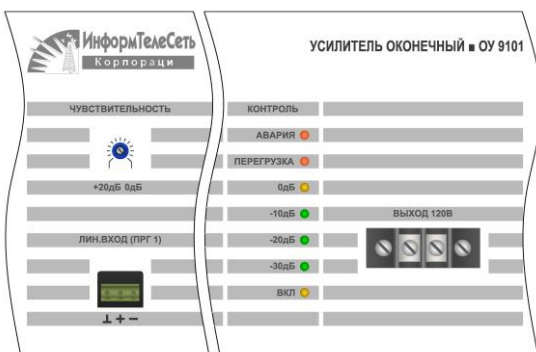 ИнформТелеСеть
Корпораци
УСИЛИТЕЛЬ ОКОНЕЧНЫЙ ■ ОУ 9101
ЧУВСТВИТЕЛЬНОСТЬ
+20дБ 0дБ
ЛИН.ВХОД (ПРГ 1)
⊥ + −
КОНТРОЛЬ
АВАРИЯ
ПЕРЕГРУЗКА
0дБ
-10дБ
-20дБ
-30дБ
ВКЛ
ВЫХОД 120В